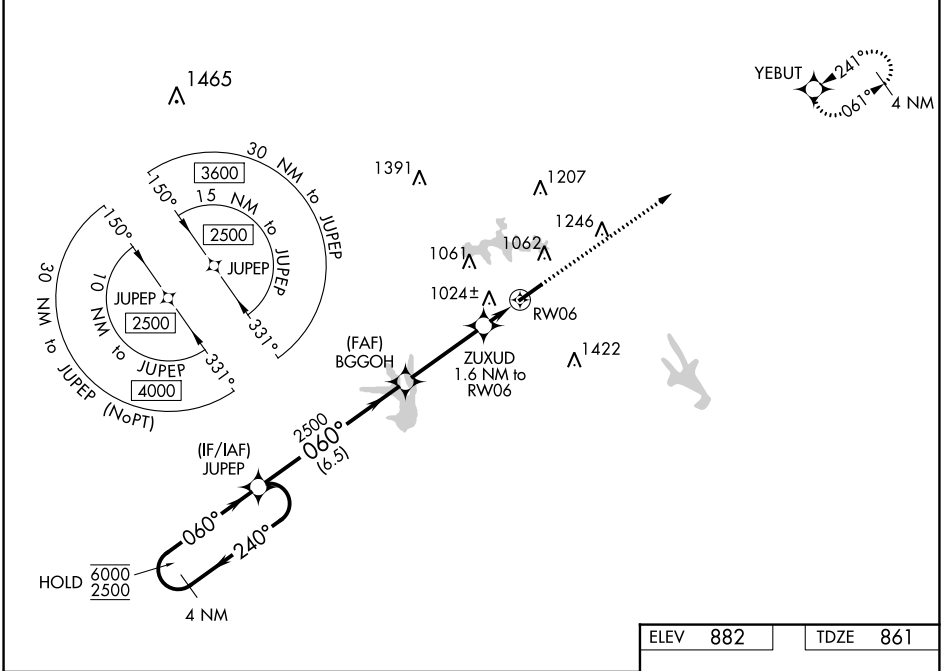 1465
YEBUT
241°
061°
4 NM
30 NM to JUPEP
3600
150°
15 NM to JUPEP
2500
JUPEP
331°
1391
1207
1246
1061
1062
1024±
RW06
150°
30 NM to JUPEP (NoPT)
10 NM to JUPEP
JUPEP
2500
4000
331°
(FAF)
BGGOH
ZUXUD
1.6 NM to
RW06
1422
2500
060°
(6.5)
(IF/IAF)
JUPEP
060°
240°
HOLD 6000
2500
4 NM
ELEV 882 TDZE 861